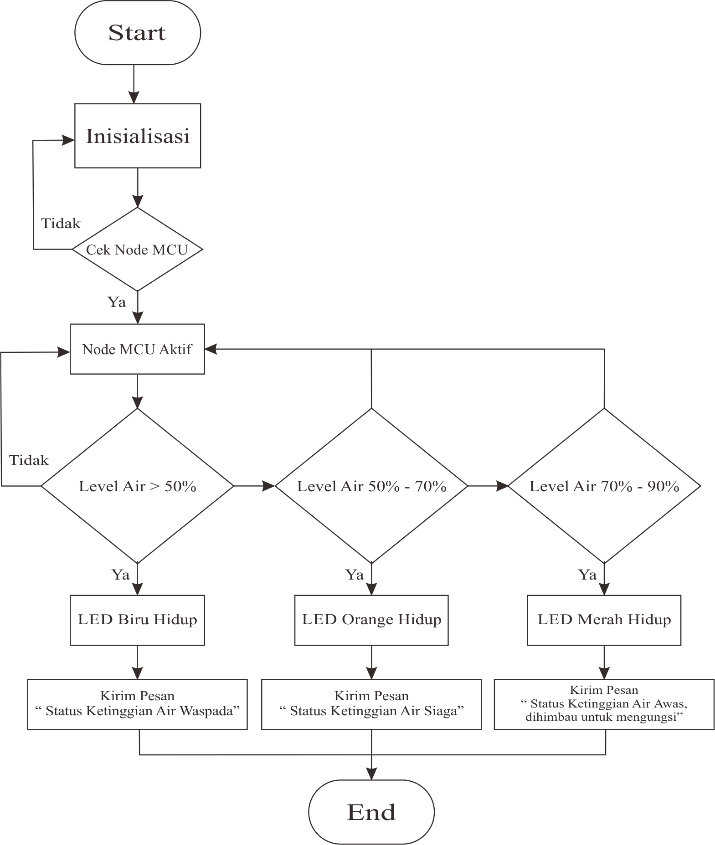 Start
Inisialisasi
Tidak
Cek Node MCU
Ya
Node MCU Aktif
Tidak
Level Air > 50%
Level Air 50% - 70%
Level Air 70% - 90%
Ya
Ya
Ya
LED Biru Hidup
LED Orange Hidup
LED Merah Hidup
Kirim Pesan
“ Status Ketinggian Air Waspada”
Kirim Pesan
“ Status Ketinggian Air Siaga”
Kirim Pesan
“ Status Ketinggian Air Awas,
dihimbau untuk mengungsi”
End